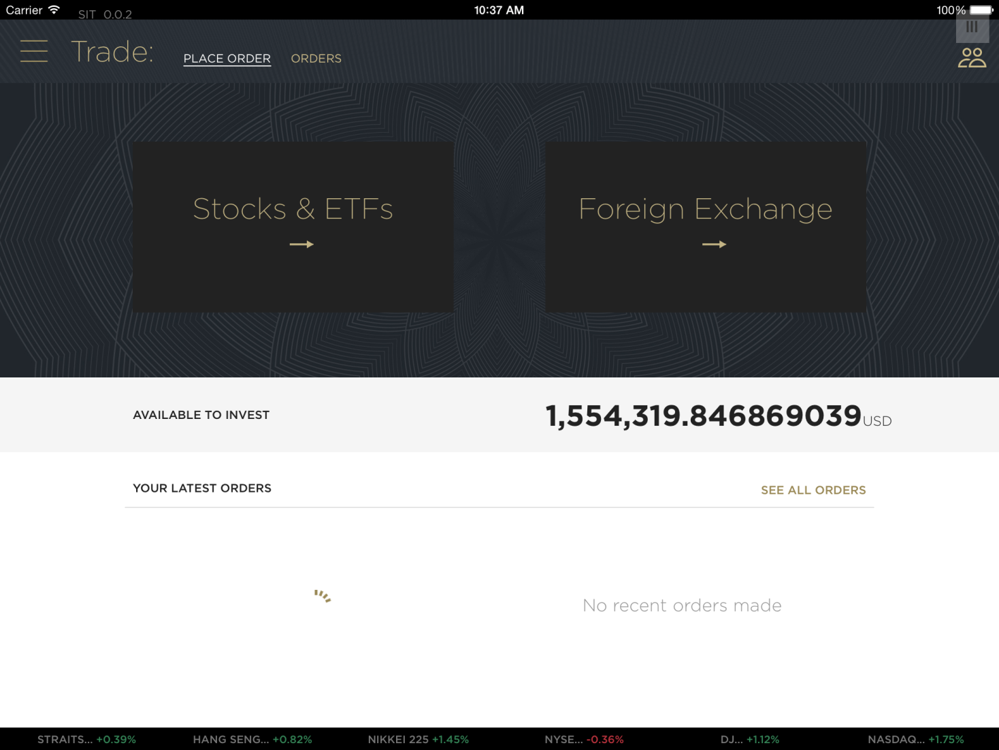 Carrier 10:37 AM 100%
SIT 0.0.2
Trade: PLACE ORDER ORDERS
Stocks & ETFs
Foreign Exchange
AVAILABLE TO INVEST 1,554,319.846869039 USD
YOUR LATEST ORDERS SEE ALL ORDERS
No recent orders made
STRAITS... +0.39% HANG SENG... +0.82% NIKKEI 225 +1.45% NYSE... -0.36% DJ... +1.12% NASDAQ... +1.75%